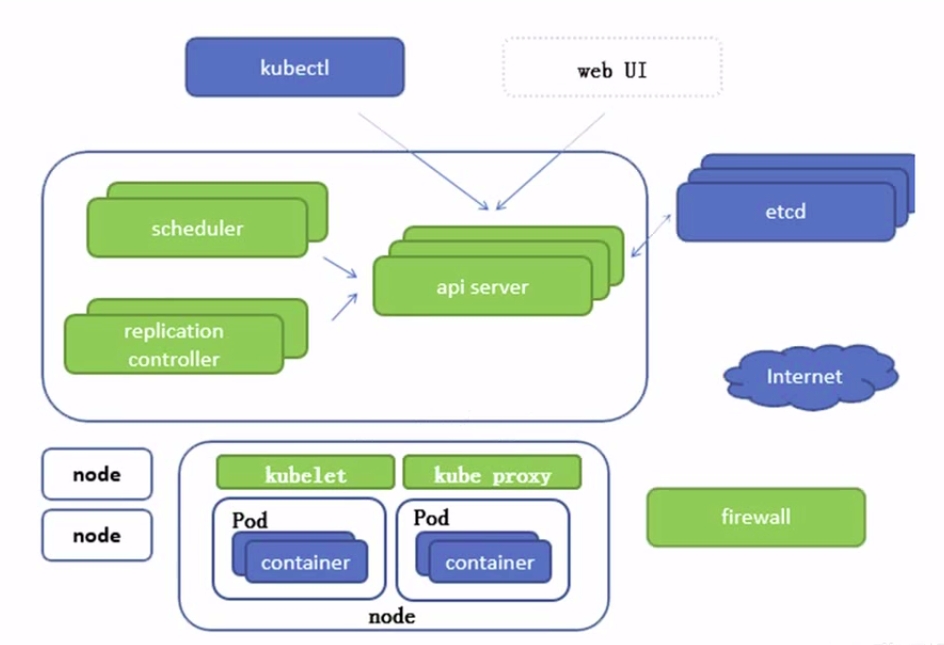 kubectl
web UI
scheduler
etcd
api server
replication
controller
Internet
node
kubelet
kube proxy
firewall
Pod
Pod
node
container
container
node